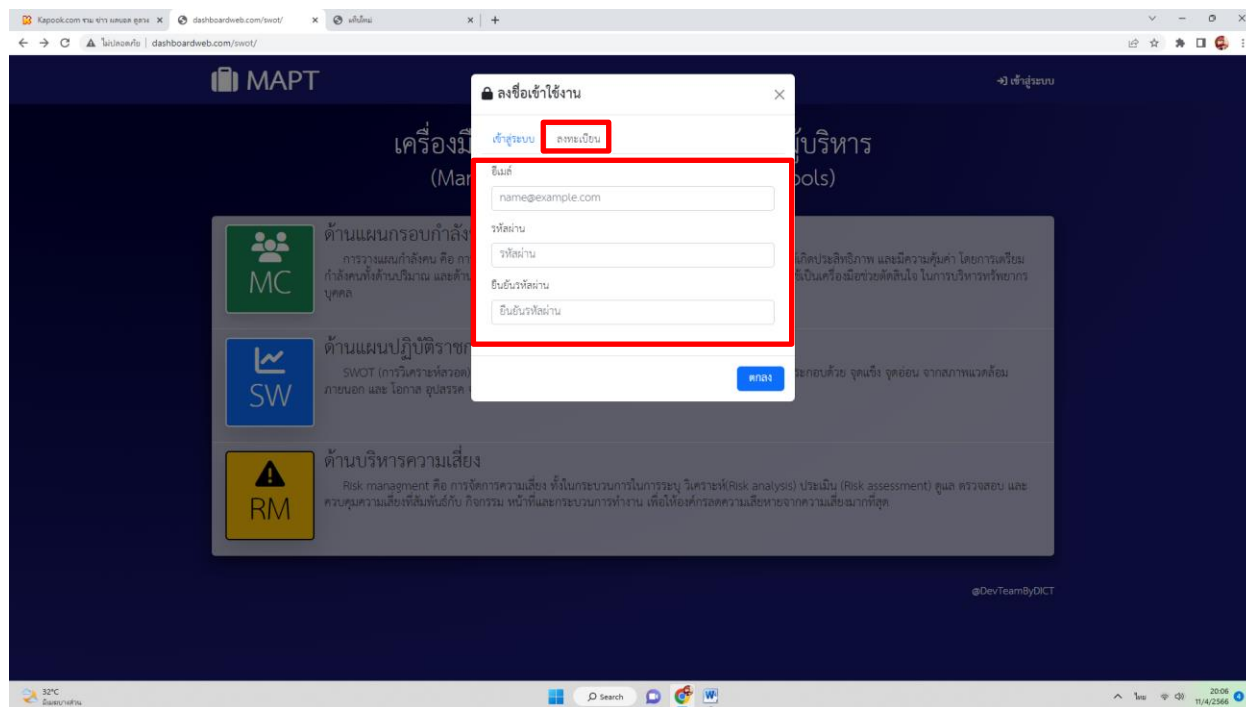 Kapook.com รวม ข่าว ผลบอล ดูดวง
dashboardweb.com/swot/
แท็บใหม่
ไม่ปลอดภัย | dashboardweb.com/swot/
MAPT
เข้าสู่ระบบ
ลงชื่อเข้าใช้งาน
เข้าสู่ระบบ ลงทะเบียน
อีเมล์
name@example.com
รหัสผ่าน
รหัสผ่าน
ยืนยันรหัสผ่าน
ยืนยันรหัสผ่าน
ตกลง
เครื่องมื ผู้บริหาร
(Mar ools)
MC
ด้านแผนกรอบกำลัง
การวางแผนกำลังคน คือ กา เกิดประสิทธิภาพ และมีความคุ้มค่า โดยการเตรียม
กำลังคนทั้งด้านปริมาณ และด้าน ช้เป็นเครื่องมือช่วยตัดสินใจ ในการบริหารทรัพยากร
บุคคล
SW
ด้านแผนปฏิบัติราชก
SWOT (การวิเคราะห์สวอต) ระกอบด้วย จุดแข็ง จุดอ่อน จากสภาพแวดล้อม
ภายนอก และ โอกาส อุปสรรค
RM
ด้านบริหารความเสี่ยง
Risk managment คือ การจัดการความเสี่ยง ทั้งในกระบวนการในการระบุ วิเคราะห์(Risk analysis) ประเมิน (Risk assessment) ดูแล ตรวจสอบ และ
ควบคุมความเสี่ยงที่สัมพันธ์กับ กิจกรรม หน้าที่และกระบวนการทำงาน เพื่อให้องค์กรลดความเสียหายจากความเสี่ยงมากที่สุด
@DevTeamByDICT
32°C
มีแดดบางส่วน
Search
ไทย
20:06
11/4/2566
4